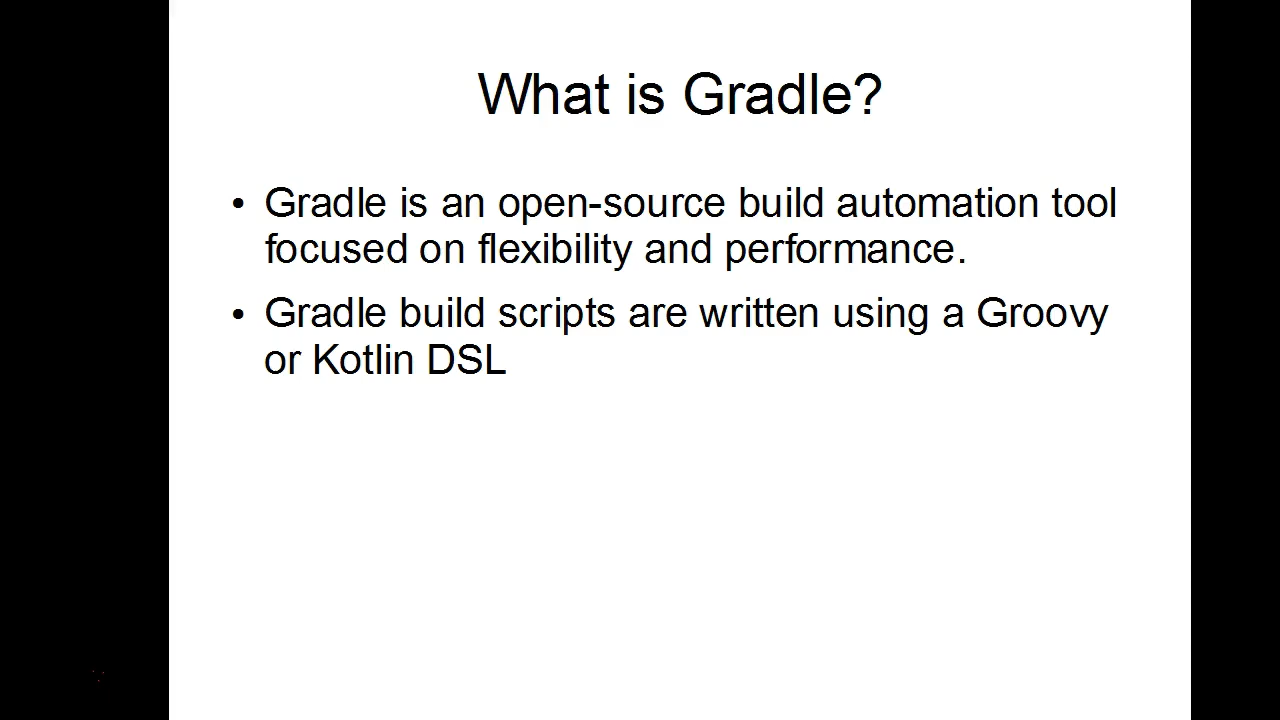 What is Gradle?
• Gradle is an open-source build automation tool
focused on flexibility and performance.
• Gradle build scripts are written using a Groovy
or Kotlin DSL